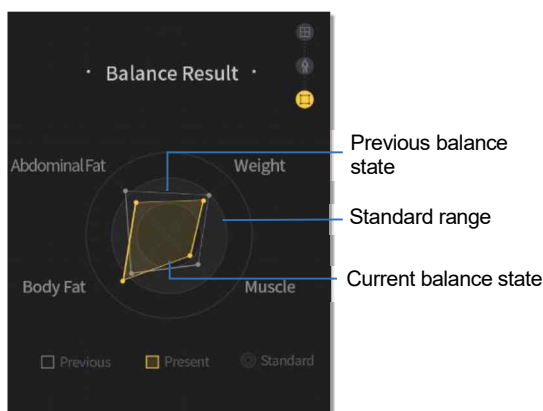 · Balance Result ·
Abdominal Fat
Weight
Body Fat
Muscle
Previous
Present
Standard
Previous balance
state
Standard range
Current balance state